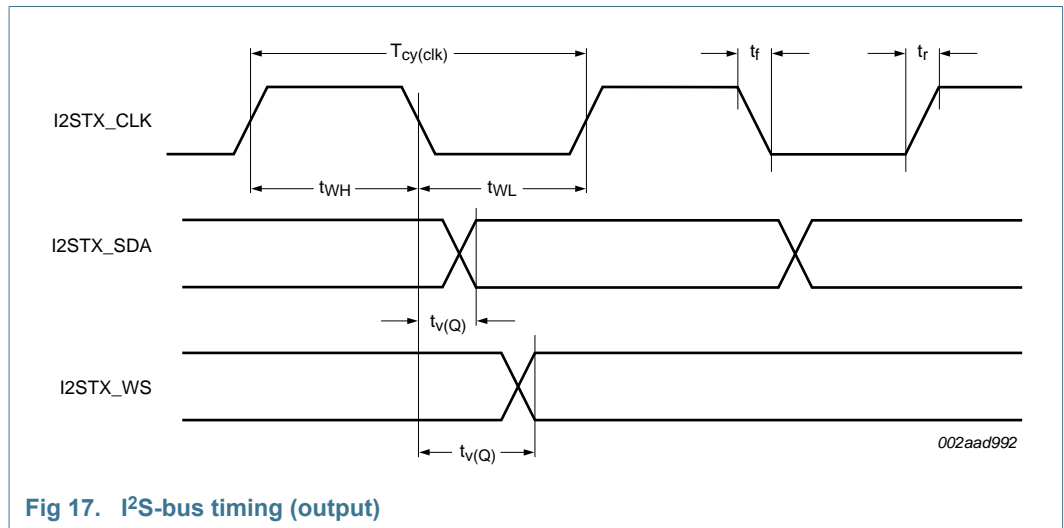 Tcy(clk)
tf
tr
I2STX_CLK
tWH
tWL
I2STX_SDA
tv(Q)
I2STX_WS
tv(Q)
002aad992
Fig 17. I²S-bus timing (output)